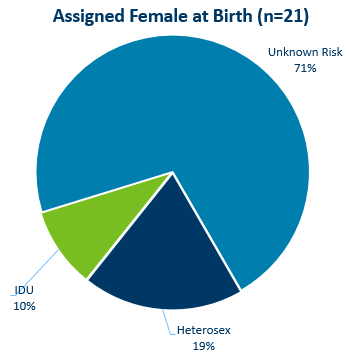 Assigned Female at Birth (n=21)
Unknown Risk
71%
IDU
10%
Heterosex
19%